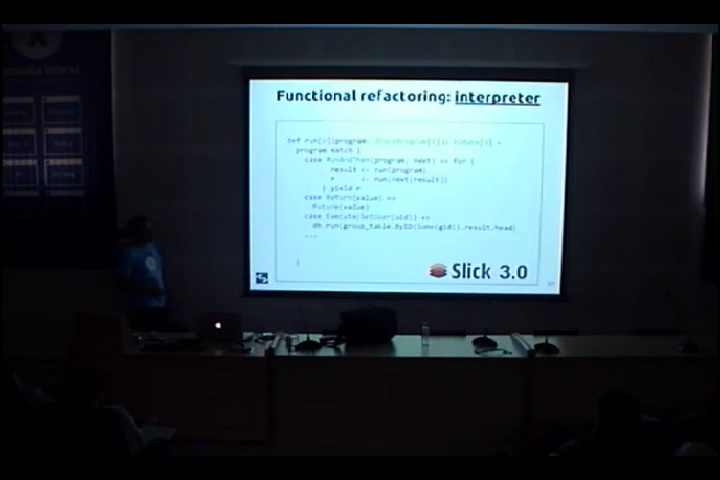 Functional refactoring: interpreter
def run[U](program: ShareProgram[U]): Future[U] =
program match {
case RunAndThen(program, next) => for {
result <- run(program)
r <- run(next(result))
} yield r
case Return(value) =>
Future(value)
case Execute(GetUser(uid)) =>
db.run(group_table.byID(Some(gid)).result.head)
...
}
Slick 3.0